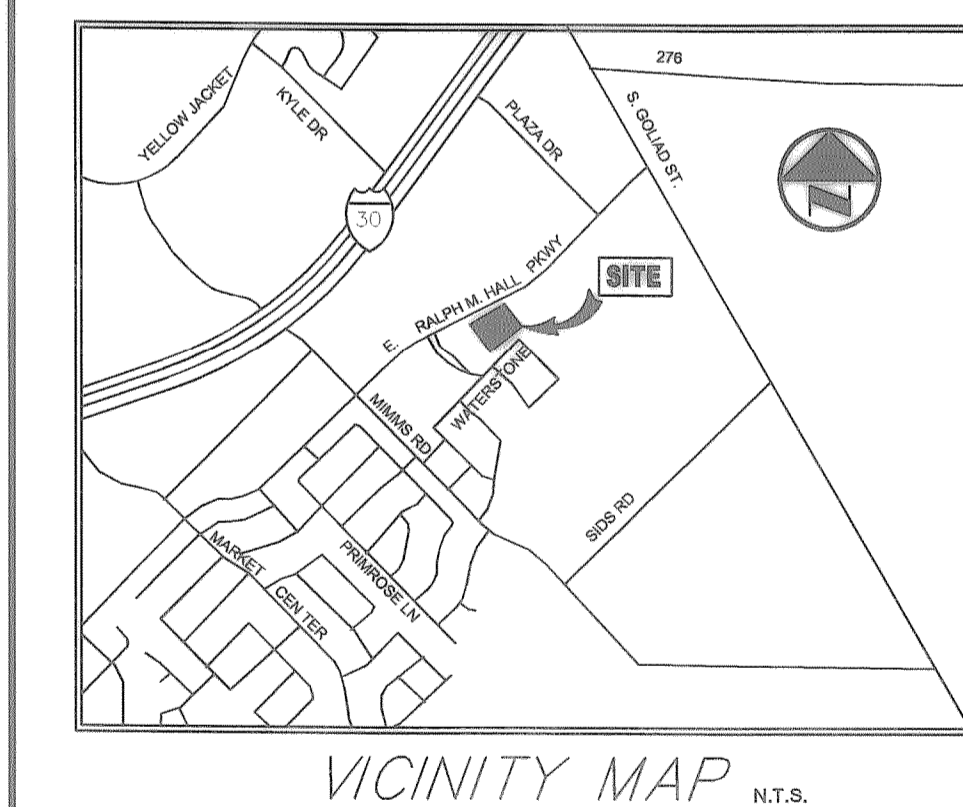 276
YELLOW JACKET
KYLE DR
PLAZA DR
S. GOLIAD ST.
30
N
E. RALPH M. HALL PKWY
SITE
WATERSTONE
MIMMS RD
SIDS RD
MARKET CENTER
PRIMROSE LN
VICINITY MAP N.T.S.